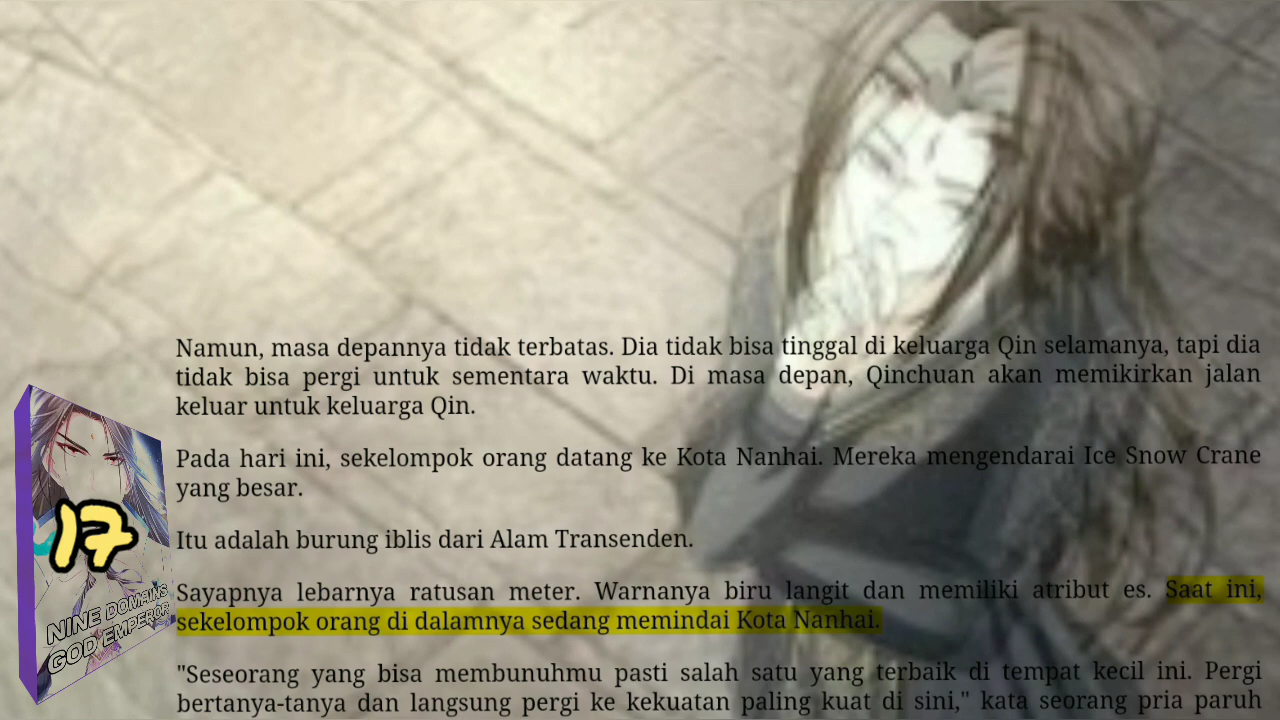 Namun, masa depannya tidak terbatas. Dia tidak bisa tinggal di keluarga Qin selamanya, tapi dia
tidak bisa pergi untuk sementara waktu. Di masa depan, Qinchuan akan memikirkan jalan
keluar untuk keluarga Qin.
Pada hari ini, sekelompok orang datang ke Kota Nanhai. Mereka mengendarai Ice Snow Crane
yang besar.
Itu adalah burung iblis dari Alam Transenden.
Sayapnya lebarnya ratusan meter. Warnanya biru langit dan memiliki atribut es. Saat ini,
sekelompok orang di dalamnya sedang memindai Kota Nanhai.
"Seseorang yang bisa membunuhmu pasti salah satu yang terbaik di tempat kecil ini. Pergi
bertanya-tanya dan langsung pergi ke kekuatan paling kuat di sini," kata seorang pria paruh
17
NINE DOMAINS
GOD EMPEROR